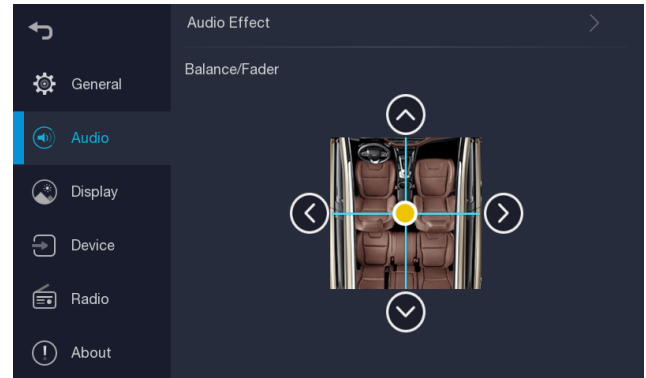 Audio Effect
Balance/Fader
General
Audio
Display
Device
Radio
About